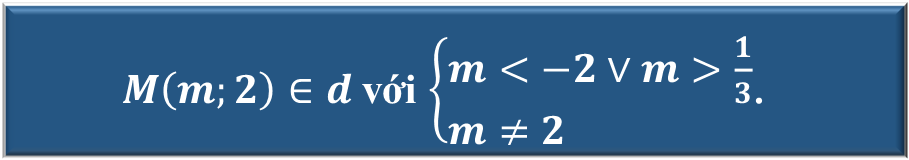 M(m; 2) ∈ d với { m < −2 ∨ m > 1/3.
m ≠ 2